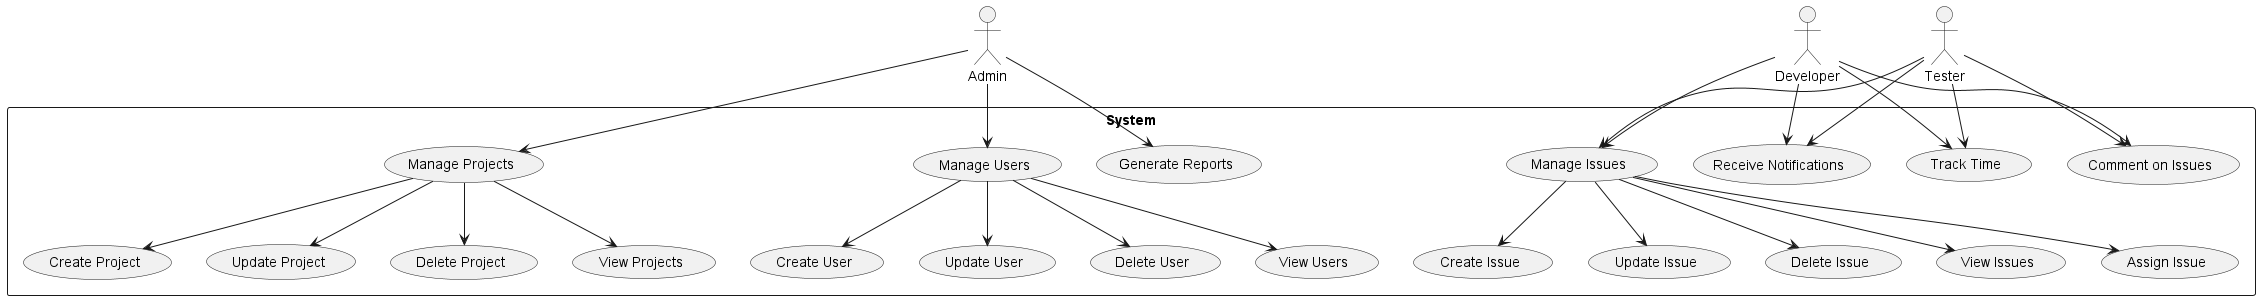 Admin
Developer
Tester
System
Manage Projects
Manage Users
Generate Reports
Manage Issues
Receive Notifications
Track Time
Comment on Issues
Create Project
Update Project
Delete Project
View Projects
Create User
Update User
Delete User
View Users
Create Issue
Update Issue
Delete Issue
View Issues
Assign Issue